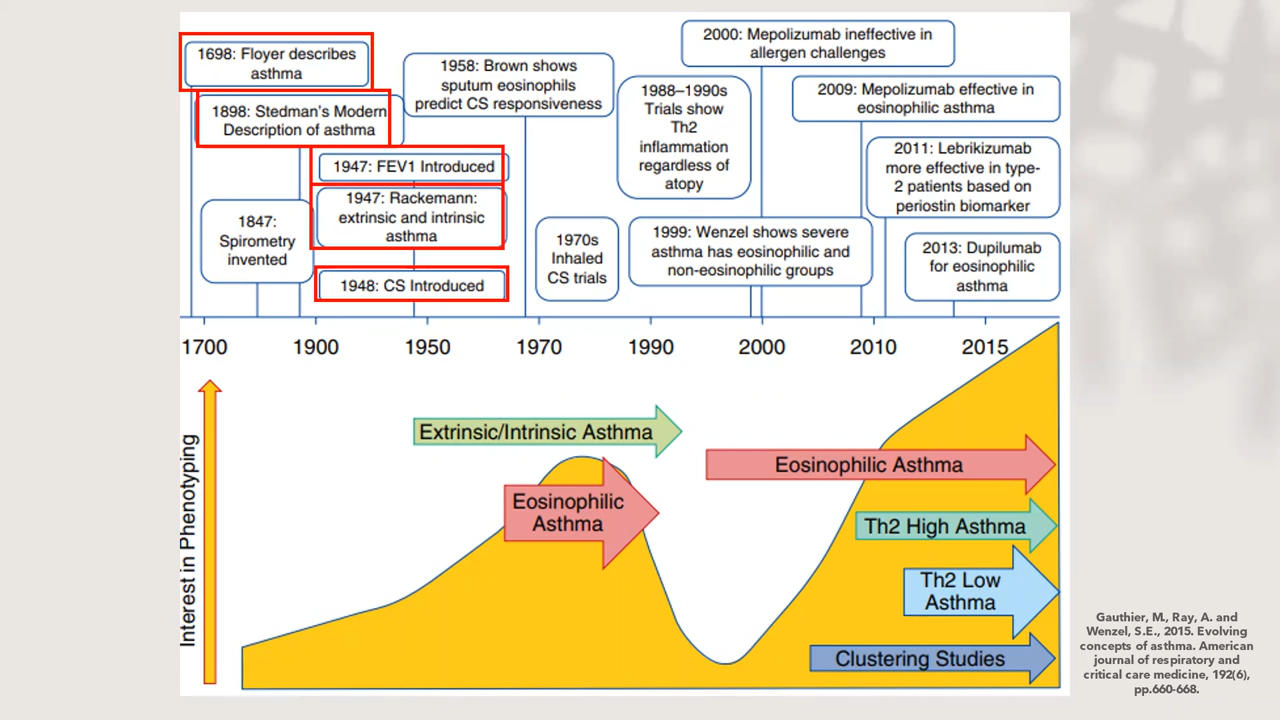 1698: Floyer describes
asthma
1898: Stedman's Modern
Description of asthma
1947: FEV1 Introduced
1947: Rackemann:
extrinsic and intrinsic
asthma
1847:
Spirometry
invented
1948: CS Introduced
1958: Brown shows
sputum eosinophils
predict CS responsiveness
1970s
Inhaled
CS trials
1988–1990s
Trials show
Th2
inflammation
regardless of
atopy
1999: Wenzel shows severe
asthma has eosinophilic and
non-eosinophilic groups
2000: Mepolizumab ineffective in
allergen challenges
2009: Mepolizumab effective in
eosinophilic asthma
2011: Lebrikizumab
more effective in type-
2 patients based on
periostin biomarker
2013: Dupilumab
for eosinophilic
asthma
1700 1900 1950 1970 1990 2000 2010 2015
Interest in Phenotyping
Extrinsic/Intrinsic Asthma
Eosinophilic
Asthma
Eosinophilic Asthma
Th2 High Asthma
Th2 Low
Asthma
Clustering Studies
Gauthier, M., Ray, A. and
Wenzel, S.E., 2015. Evolving
concepts of asthma. American
journal of respiratory and
critical care medicine, 192(6),
pp.660-668.